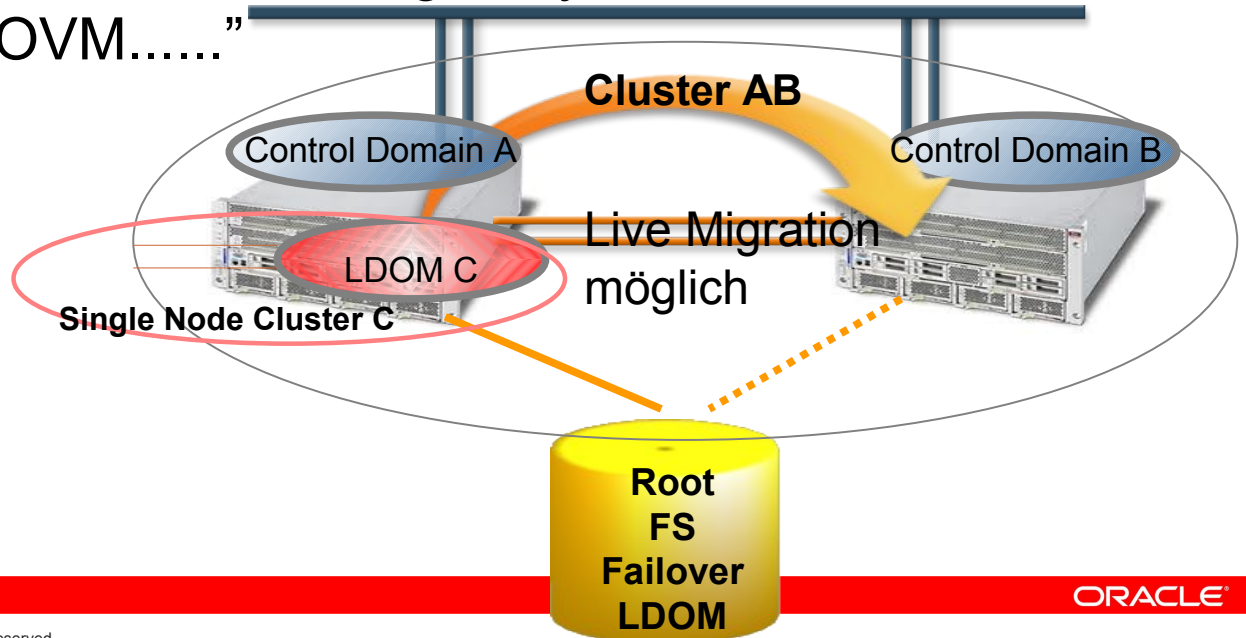 OVM......”
Cluster AB
Control Domain A
Control Domain B
Live Migration
möglich
LDOM C
Single Node Cluster C
Root
FS
Failover
LDOM
ORACLE®